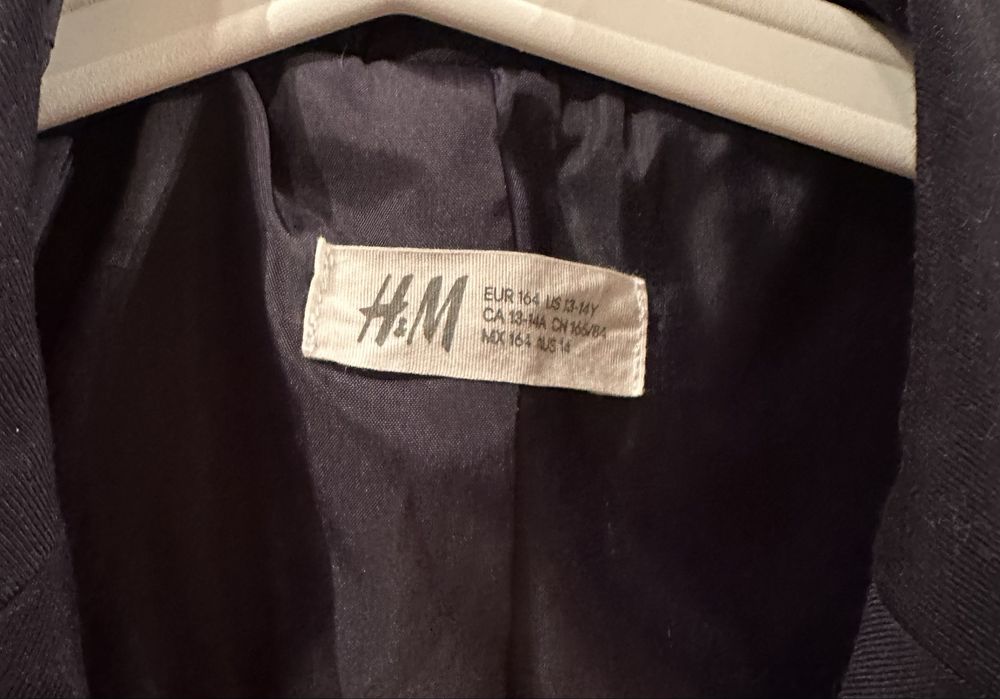 H&M
EUR 164 US 13-14Y
CA 13-14A CN 165/84
MX 164 AUS 14